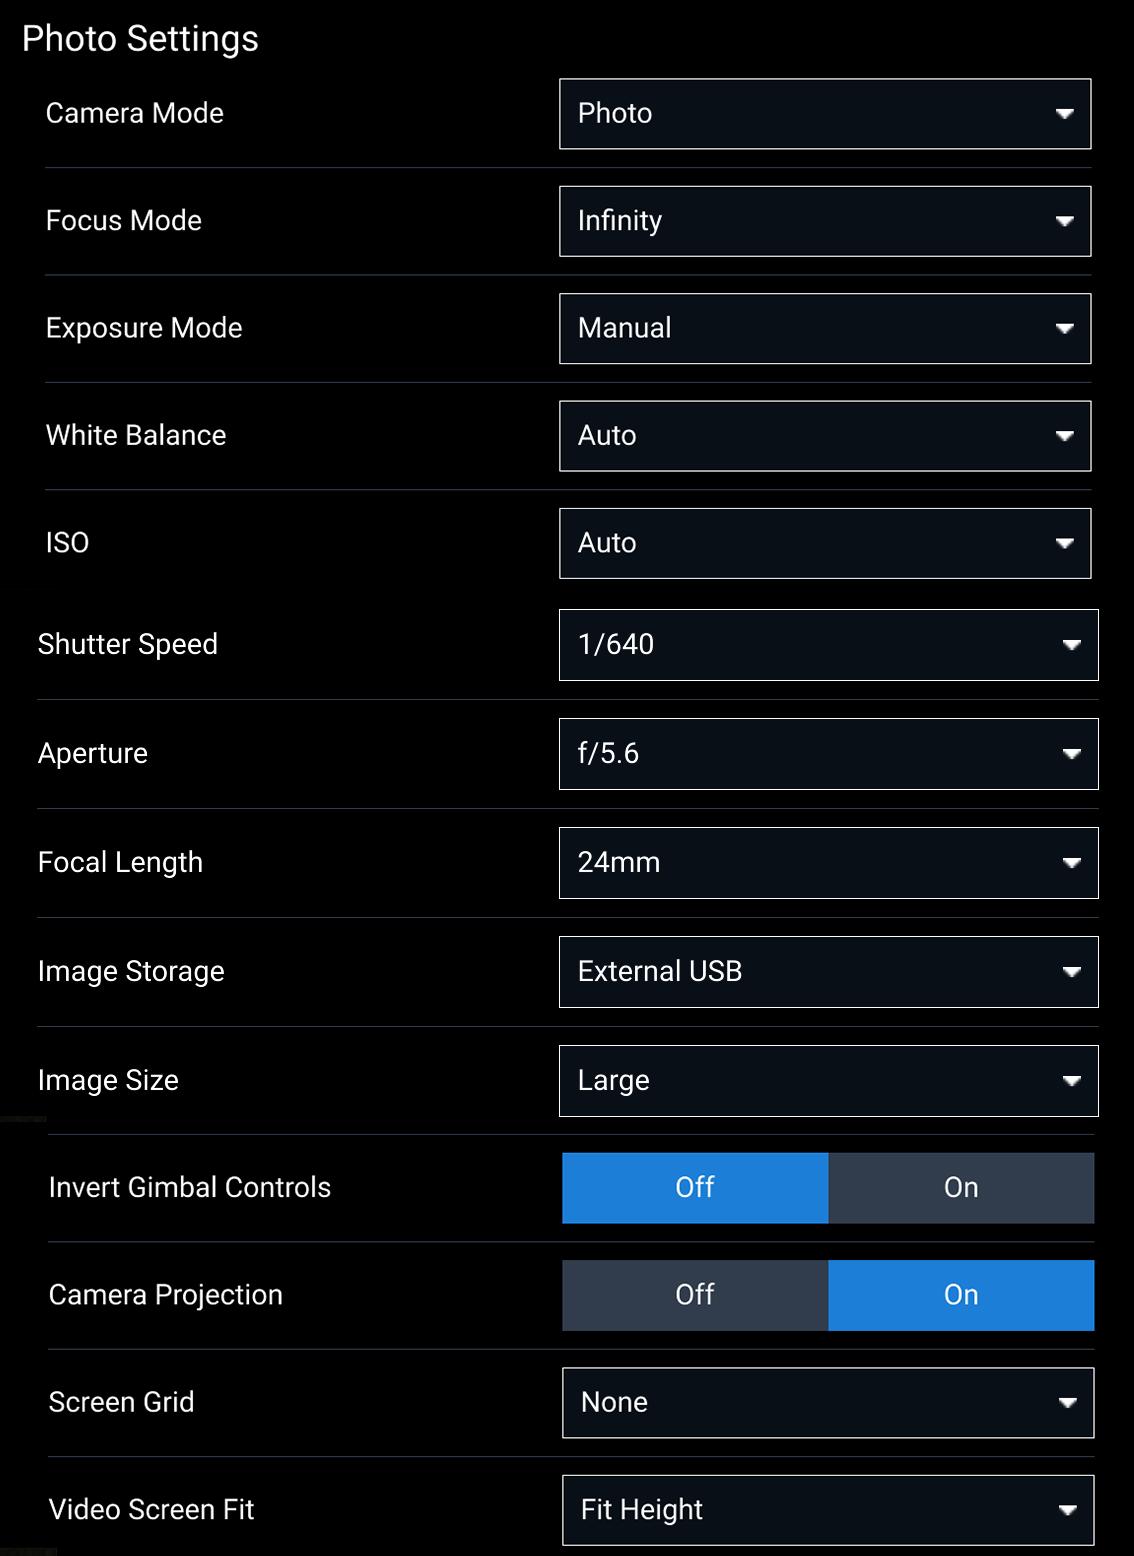 Photo Settings
Camera Mode Photo
Focus Mode Infinity
Exposure Mode Manual
White Balance Auto
ISO Auto
Shutter Speed 1/640
Aperture f/5.6
Focal Length 24mm
Image Storage External USB
Image Size Large
Invert Gimbal Controls Off On
Camera Projection Off On
Screen Grid None
Video Screen Fit Fit Height